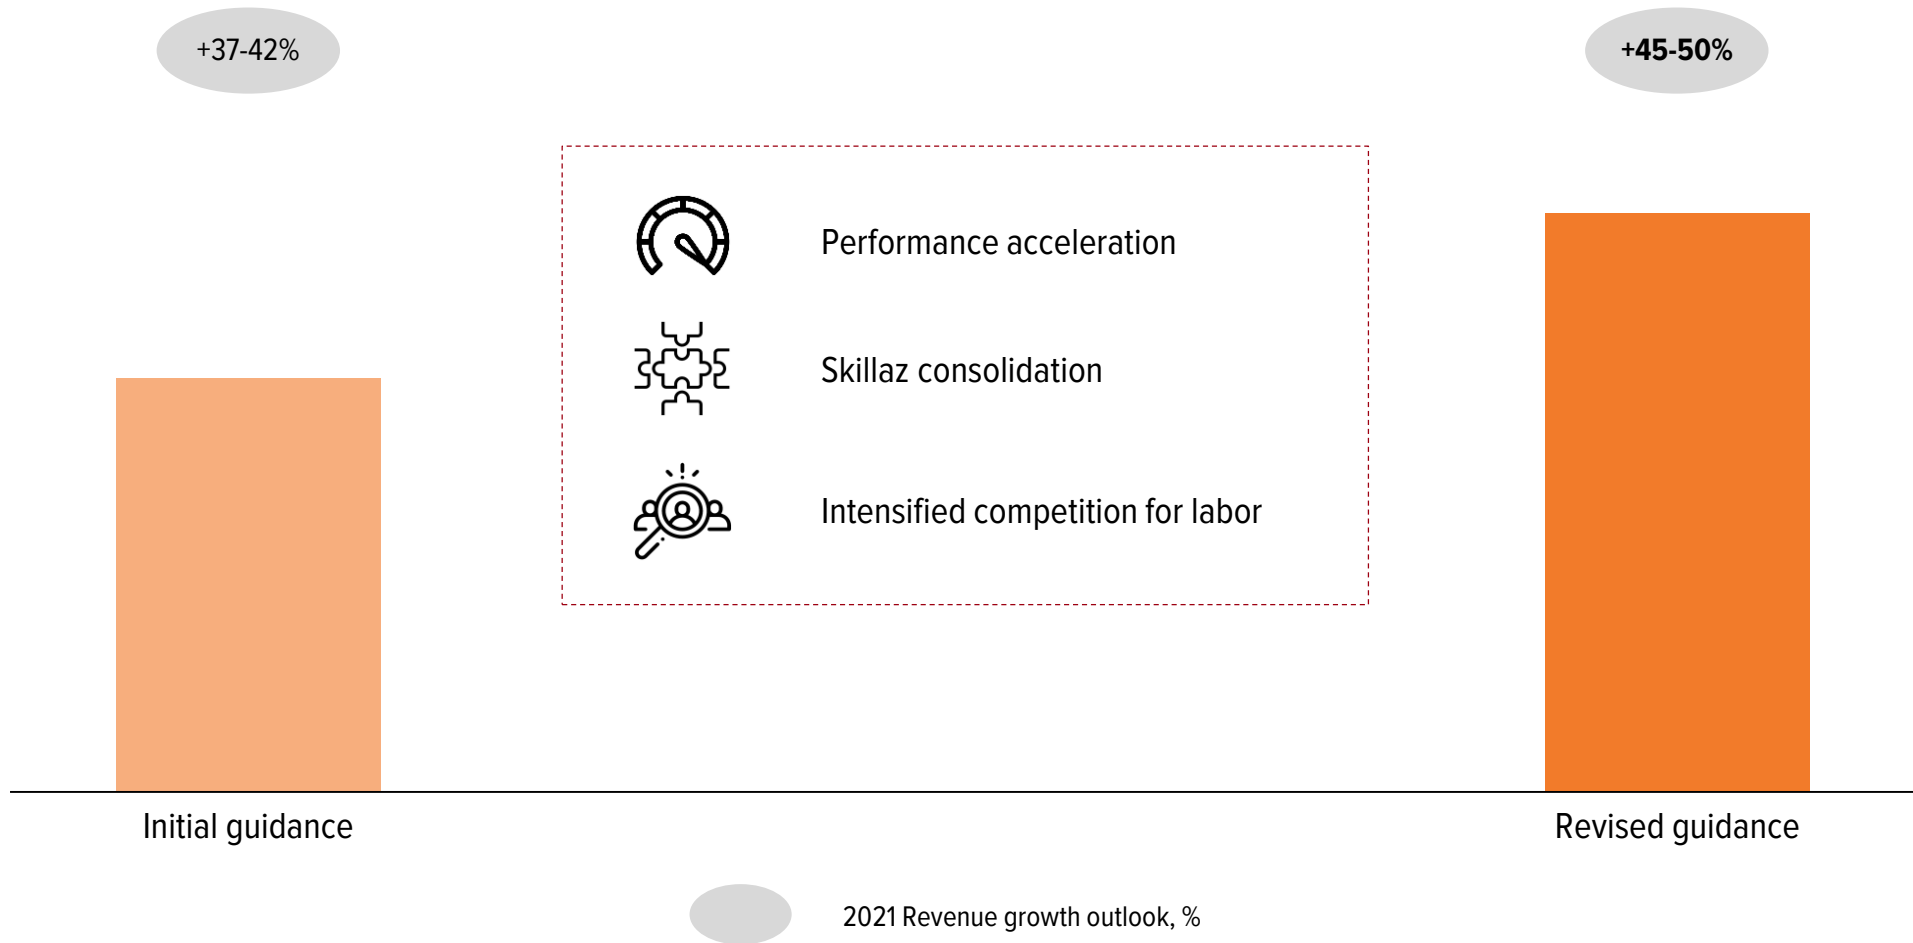 +37-42%
+45-50%
Performance acceleration
Skillaz consolidation
Intensified competition for labor
Initial guidance
Revised guidance
2021 Revenue growth outlook, %